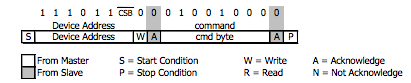 1 1 1 0 1 1 CSB 0 0 0 0 1 0 0 0 0 0 0
Device Address command
S Device Address W A cmd byte A P
From Master S = Start Condition W = Write A = Acknowledge
From Slave P = Stop Condition R = Read N = Not Acknowledge